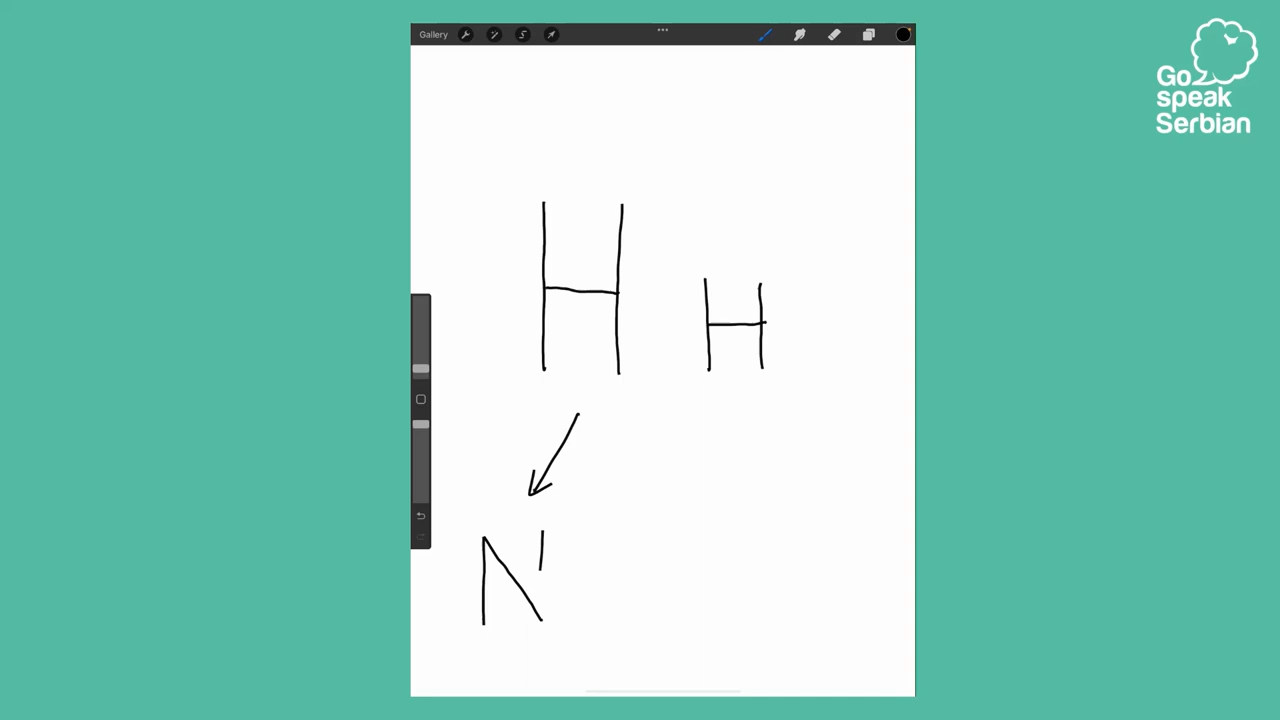 Gallery
Go
speak
Serbian
Н н
N